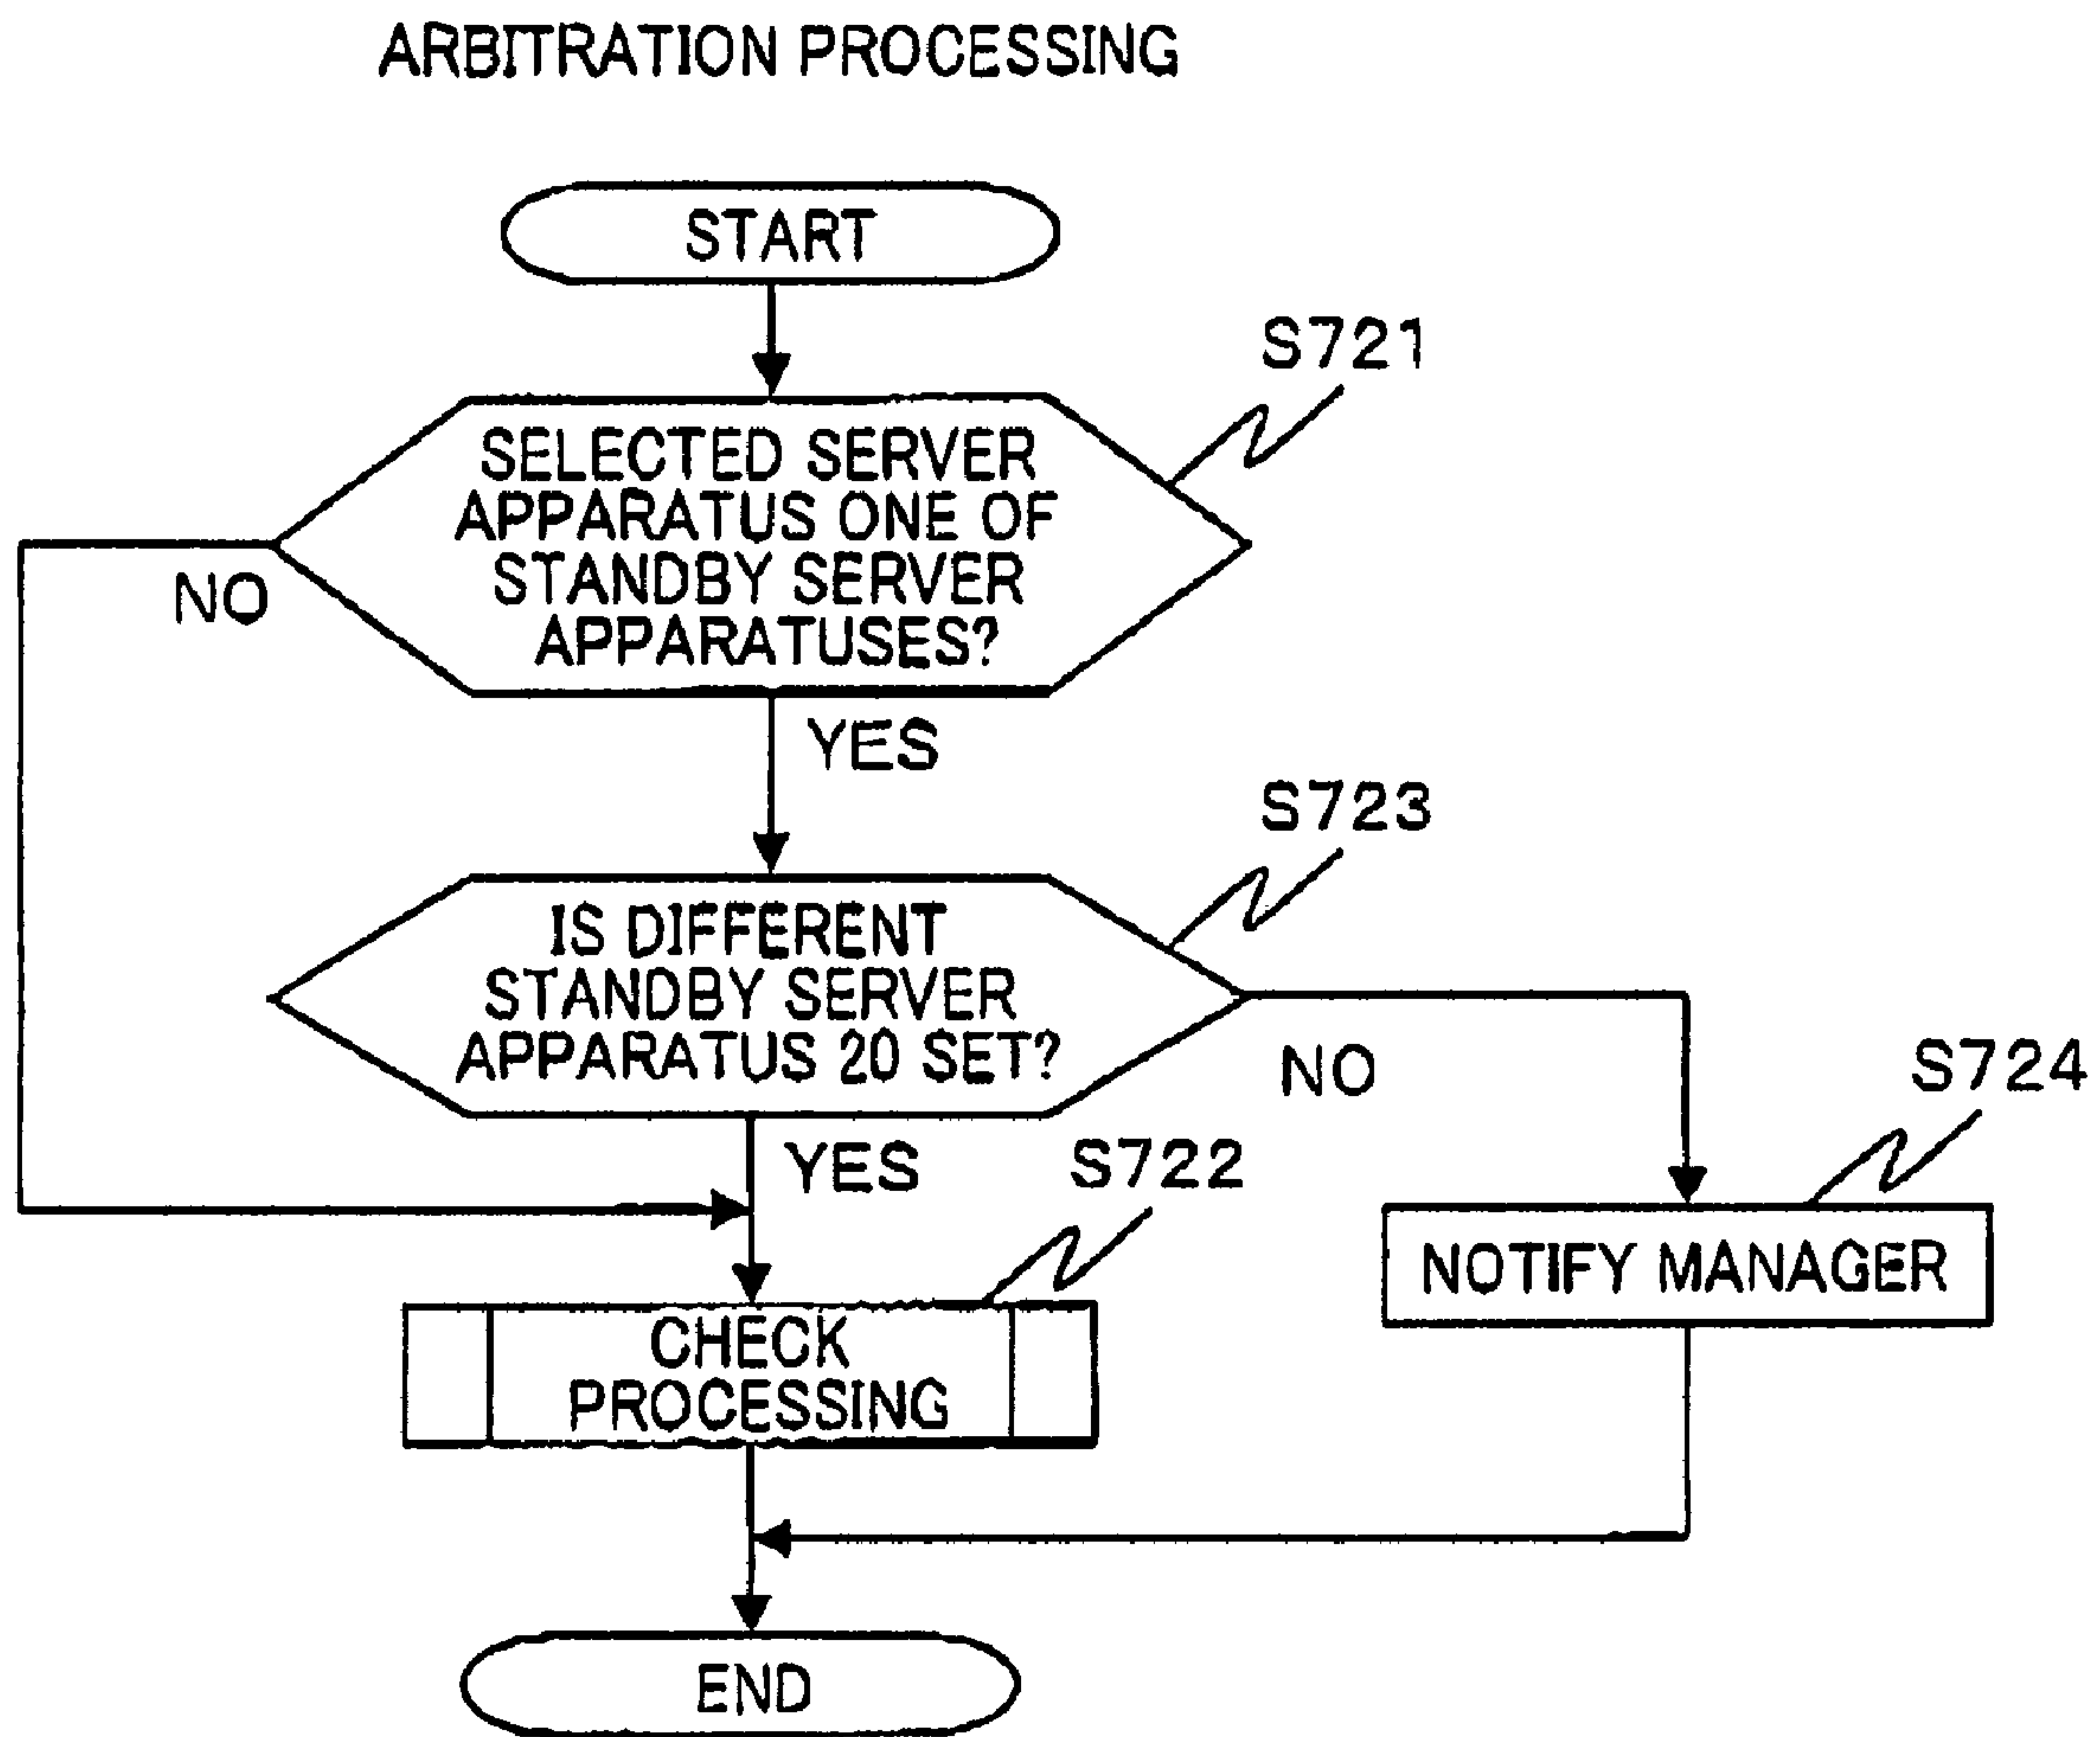 ARBITRATION PROCESSING
START
S721
SELECTED SERVER
APPARATUS ONE OF
STANDBY SERVER
APPARATUSES?
NO
YES
S723
IS DIFFERENT
STANDBY SERVER
APPARATUS 20 SET?
NO
S724
YES
S722
NOTIFY MANAGER
CHECK
PROCESSING
END